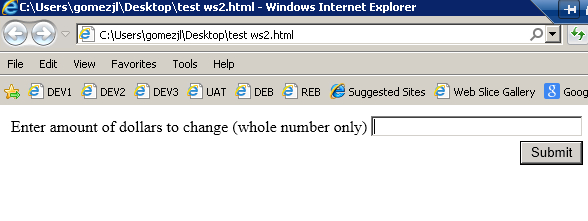 C:\Users\gomezjl\Desktop\test ws2.html - Windows Internet Explorer
C:\Users\gomezjl\Desktop\test ws2.html
File Edit View Favorites Tools Help
DEV1 DEV2 DEV3 UAT DEB REB Suggested Sites Web Slice Gallery Goog
Enter amount of dollars to change (whole number only)
Submit